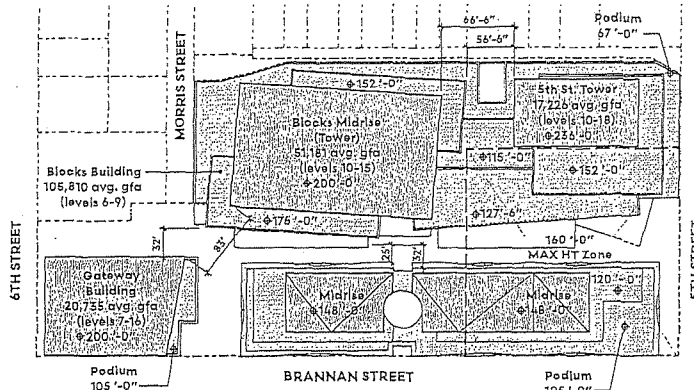 66'-6"
56'-6"
Podium
67'-0"
MORRIS STREET
152'-0"
5th St. Tower
17,226 avg. gfa
(levels 10-18)
236'-0"
Blocks Midrise
(Tower)
51,181 avg. gfa
(levels 10-15)
200'-0"
115'-0"
152'-0"
Blocks Building
105,810 avg. gfa
(levels 6-9)
176'-0"
127'-6"
160'-0"
MAX HT Zone
6TH STREET
32'
83'
25'
32'
Gateway
Building
20,735 avg. gfa
(levels 7-16)
200'-0"
Midrise
148'-0"
Midrise
148'-0"
120'-0"
Podium
105'-0"
BRANNAN STREET
Podium